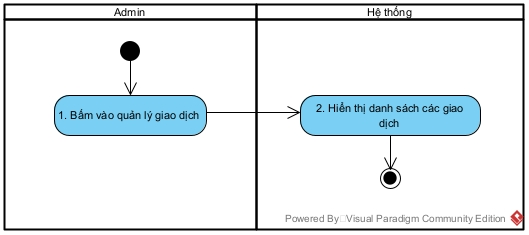 Admin
Hệ thống
1. Bấm vào quản lý giao dịch
2. Hiển thị danh sách các giao
dịch
Powered By Visual Paradigm Community Edition